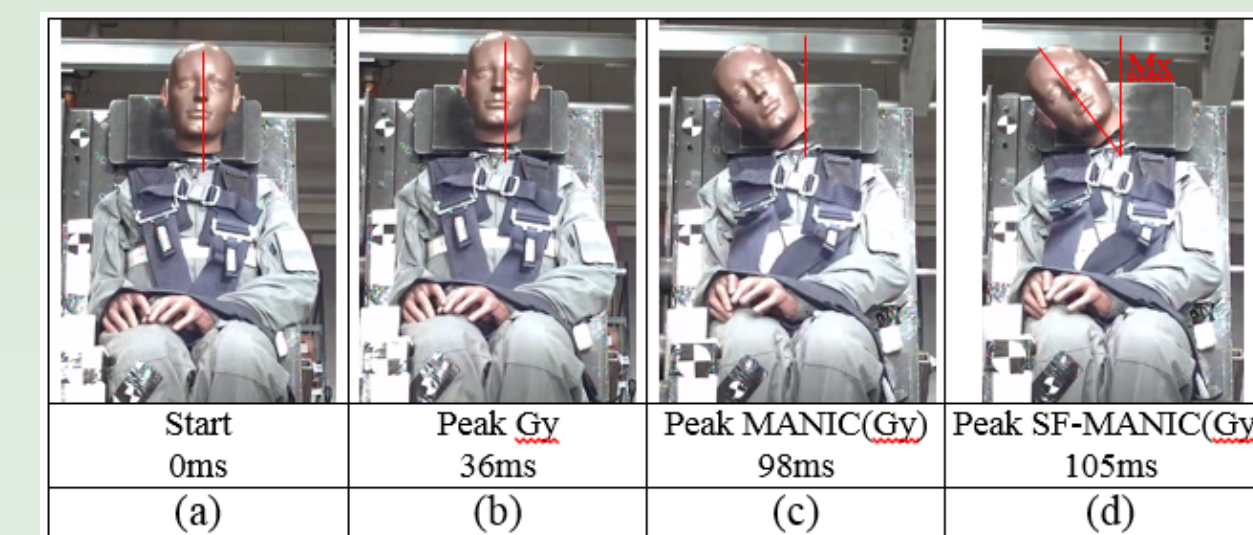 Mx
Start
0ms
Peak Gy
36ms
Peak MANIC(Gy)
98ms
Peak SF-MANIC(Gy
105ms
(a)
(b)
(c)
(d)